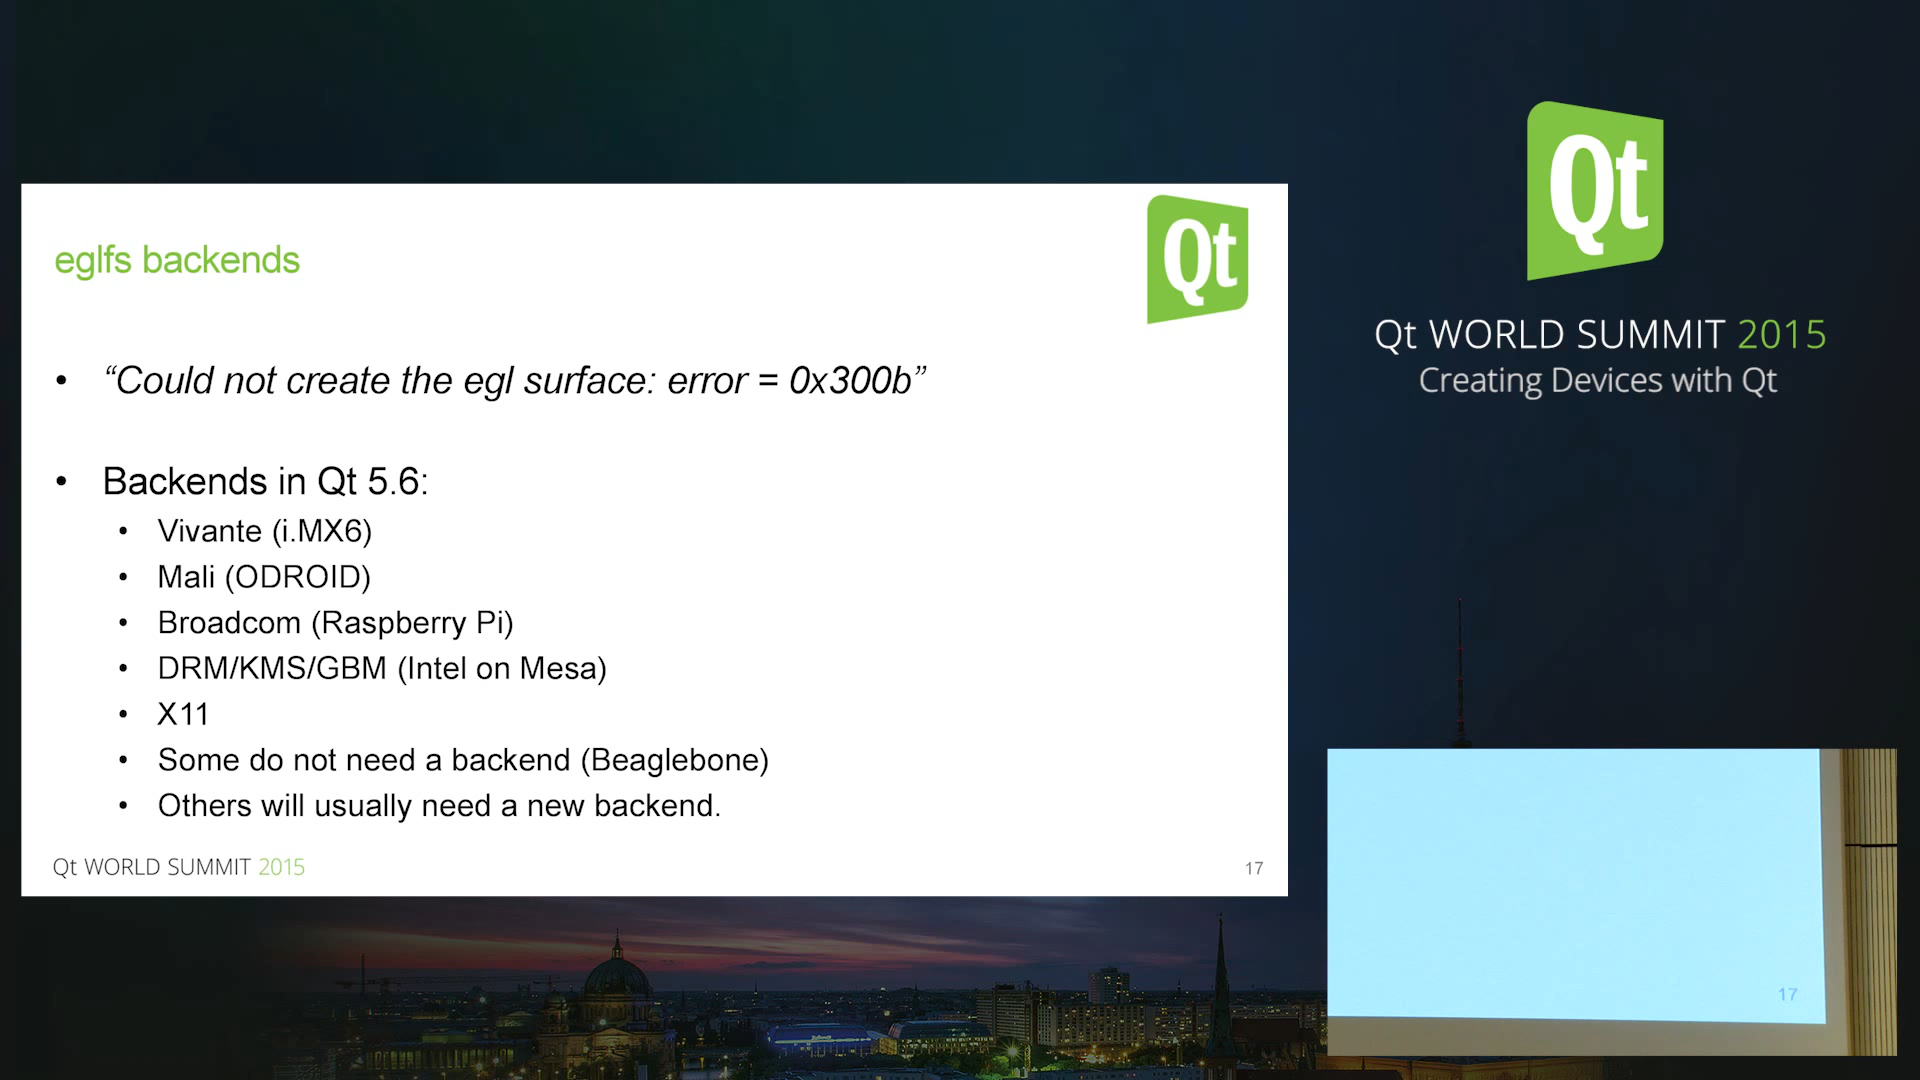 eglfs backends
Qt
• “Could not create the egl surface: error = 0x300b”
• Backends in Qt 5.6:
• Vivante (i.MX6)
• Mali (ODROID)
• Broadcom (Raspberry Pi)
• DRM/KMS/GBM (Intel on Mesa)
• X11
• Some do not need a backend (Beaglebone)
• Others will usually need a new backend.
Qt WORLD SUMMIT 2015
17
Qt
Qt WORLD SUMMIT 2015
Creating Devices with Qt
17